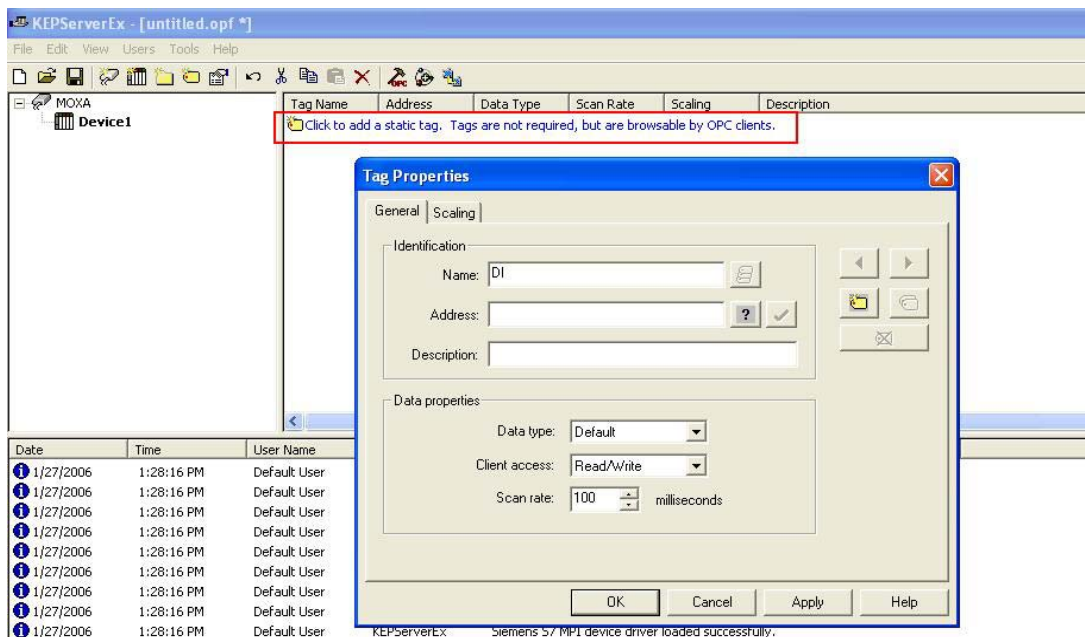 KEPServerEx - [untitled.opf *]
File Edit View Users Tools Help
MOXA
Device1
Tag Name Address Data Type Scan Rate Scaling Description
Click to add a static tag. Tags are not required, but are browsable by OPC clients.
Tag Properties
General Scaling
Identification
Name: DI
Address:
?
Description:
Data properties
Data type: Default
Client access: Read/Write
Scan rate: 100 milliseconds
OK Cancel Apply Help
Date Time User Name
1/27/2006 1:28:16 PM Default User
1/27/2006 1:28:16 PM Default User
1/27/2006 1:28:16 PM Default User
1/27/2006 1:28:16 PM Default User
1/27/2006 1:28:16 PM Default User
1/27/2006 1:28:16 PM Default User
1/27/2006 1:28:16 PM Default User
1/27/2006 1:28:16 PM Default User
1/27/2006 1:28:16 PM Default User KEPServerEx Siemens S7 MPI device driver loaded successfully.